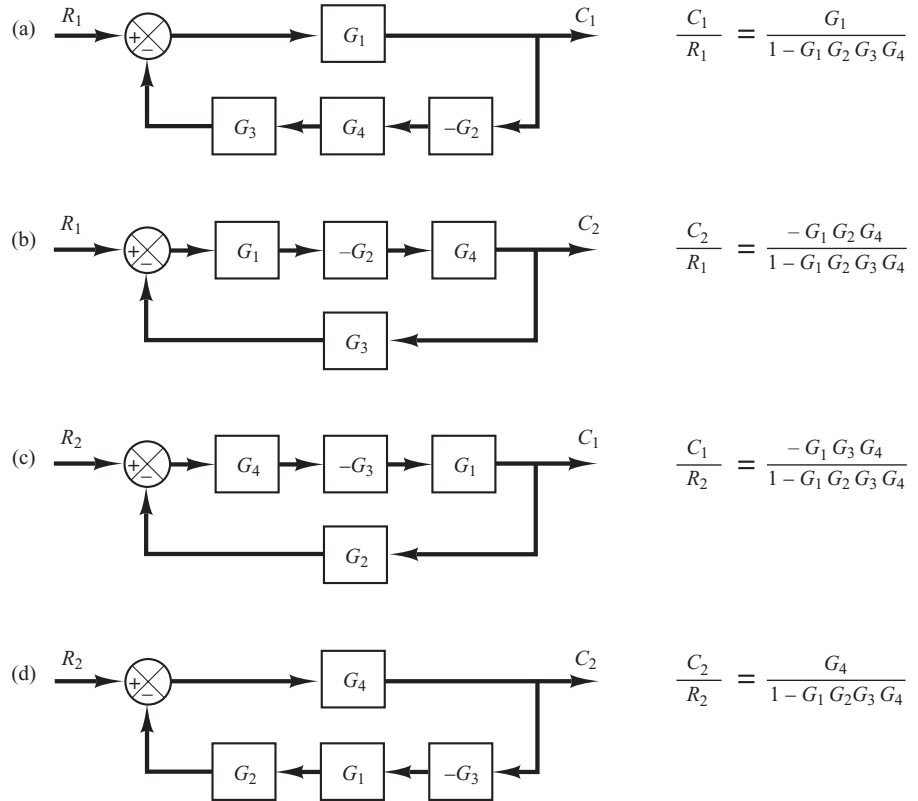 (a) R₁ + − G₁ C₁ C₁/R₁ = G₁/(1 − G₁ G₂ G₃ G₄)
G₃ G₄ –G₂
(b) R₁ + − G₁ –G₂ G₄ C₂ C₂/R₁ = − G₁ G₂ G₄/(1 − G₁ G₂ G₃ G₄)
G₃
(c) R₂ + − G₄ –G₃ G₁ C₁ C₁/R₂ = − G₁ G₃ G₄/(1 − G₁ G₂ G₃ G₄)
G₂
(d) R₂ + − G₄ C₂ C₂/R₂ = G₄/(1 − G₁ G₂G₃ G₄)
G₂ G₁ –G₃